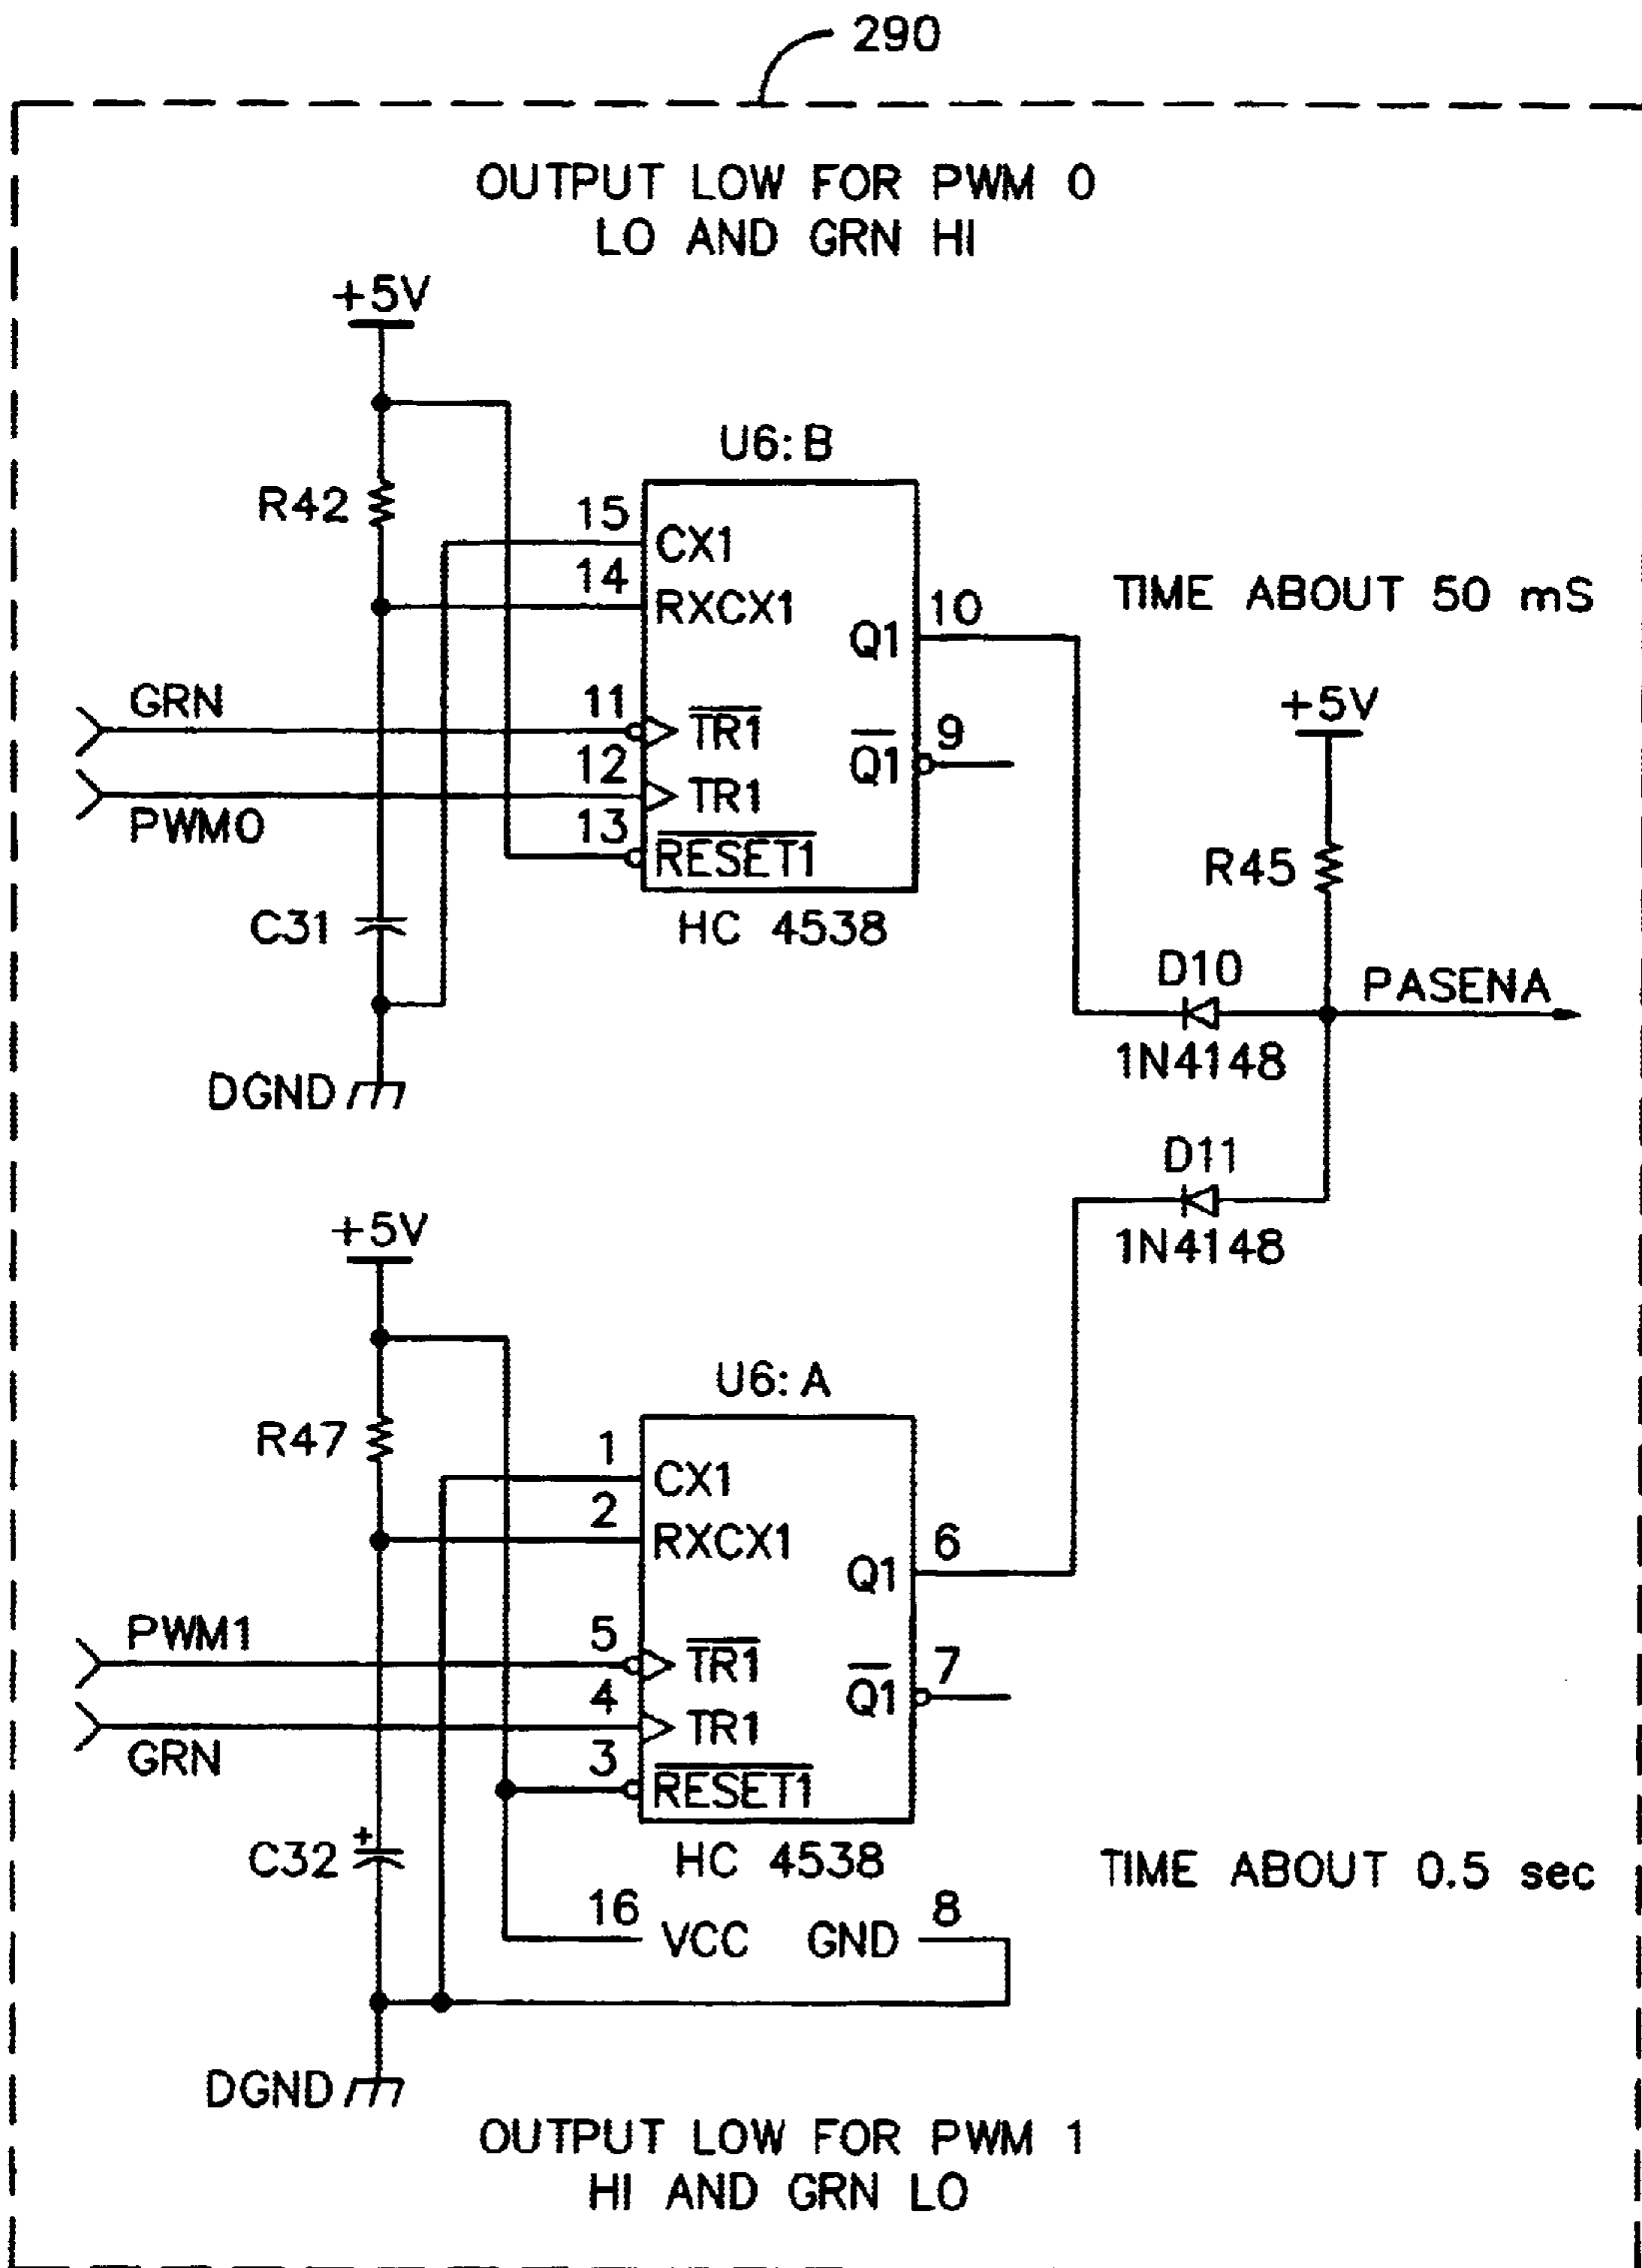 290
OUTPUT LOW FOR PWM 0
LO AND GRN HI
+5V
U6:B
R42
15
CX1
14
RXCX1
10
Q1
TIME ABOUT 50 mS
GRN
11
TR1
12
TR1
PWM0
13
RESET1
9
Q1
+5V
R45
C31
HC 4538
D10
PASENA
1N4148
DGND
D11
1N4148
+5V
U6:A
R47
1
CX1
2
RXCX1
6
Q1
PWM1
5
TR1
4
TR1
GRN
3
RESET1
7
Q1
C32
+
HC 4538
TIME ABOUT 0.5 sec
16
VCC
GND
8
DGND
OUTPUT LOW FOR PWM 1
HI AND GRN LO